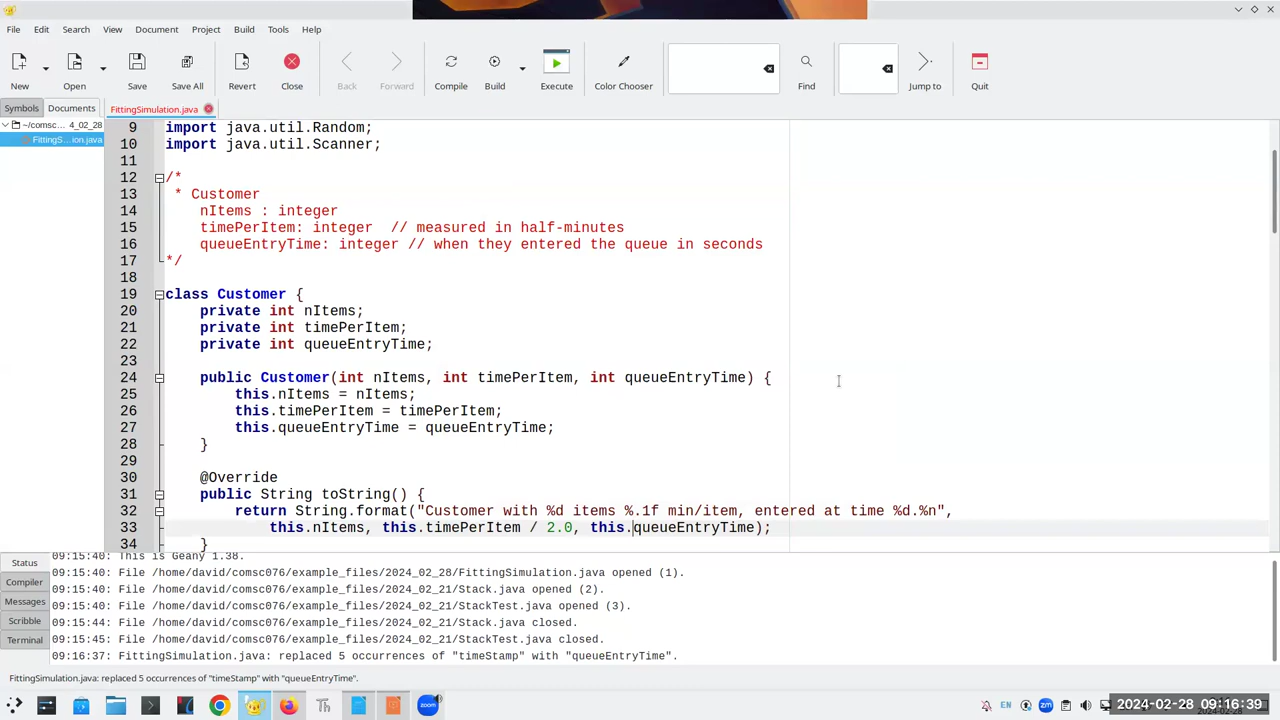 File Edit Search View Document Project Build Tools Help
New Open Save Save All Revert Close Back Forward Compile Build Execute Color Chooser Find Jump to Quit
Symbols Documents FittingSimulation.java
~/comsc... 4_02_28
FittingS...ion.java
9 import java.util.Random;
10 import java.util.Scanner;
11
12 /*
13 * Customer
14 nItems : integer
15 timePerItem: integer // measured in half-minutes
16 queueEntryTime: integer // when they entered the queue in seconds
17 */
18
19 class Customer {
20 private int nItems;
21 private int timePerItem;
22 private int queueEntryTime;
23
24 public Customer(int nItems, int timePerItem, int queueEntryTime) {
25 this.nItems = nItems;
26 this.timePerItem = timePerItem;
27 this.queueEntryTime = queueEntryTime;
28 }
29
30 @Override
31 public String toString() {
32 return String.format("Customer with %d items %.1f min/item, entered at time %d.%n",
33 this.nItems, this.timePerItem / 2.0, this.queueEntryTime);
34 }
Status
Compiler
Messages
Scribble
Terminal
09:15:40: This is Geany 1.38.
09:15:40: File /home/david/comsc076/example_files/2024_02_28/FittingSimulation.java opened (1).
09:15:40: File /home/david/comsc076/example_files/2024_02_21/Stack.java opened (2).
09:15:40: File /home/david/comsc076/example_files/2024_02_21/StackTest.java opened (3).
09:15:44: File /home/david/comsc076/example_files/2024_02_21/Stack.java closed.
09:15:45: File /home/david/comsc076/example_files/2024_02_21/StackTest.java closed.
09:16:37: FittingSimulation.java: replaced 5 occurrences of "timeStamp" with "queueEntryTime".
FittingSimulation.java: replaced 5 occurrences of "timeStamp" with "queueEntryTime".
Th zoom EN zm 2024-02-28 09:16:39